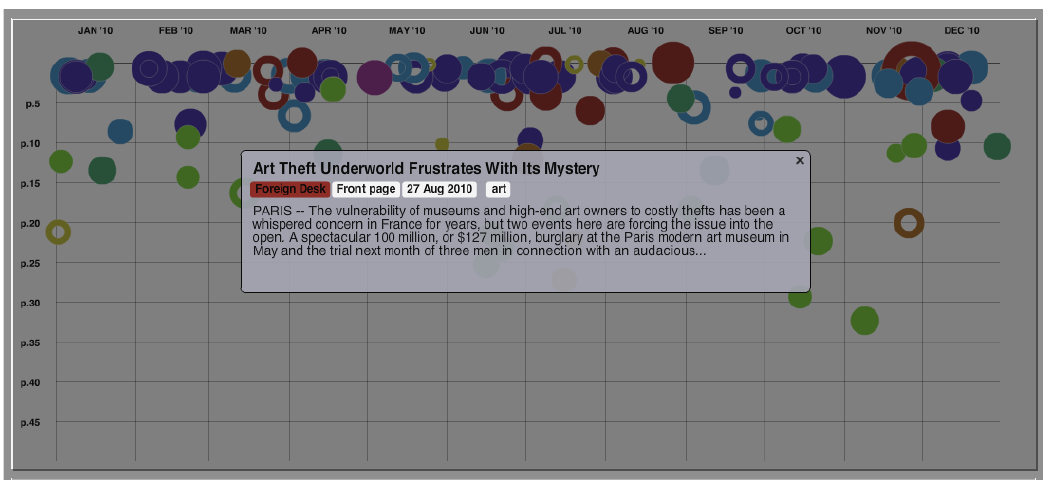 JAN '10 FEB '10 MAR '10 APR '10 MAY '10 JUN '10 JUL '10 AUG '10 SEP '10 OCT '10 NOV '10 DEC '10
p.5
p.10
x
Art Theft Underworld Frustrates With Its Mystery
p.15
Foreign Desk Front page 27 Aug 2010 art
PARIS -- The vulnerability of museums and high-end art owners to costly thefts has been a
p.20
whispered concern in France for years, but two events here are forcing the issue into the
open. A spectacular 100 million, or $127 million, burglary at the Paris modern art museum in
May and the trial next month of three men in connection with an audacious...
p.25
p.30
p.35
p.40
p.45